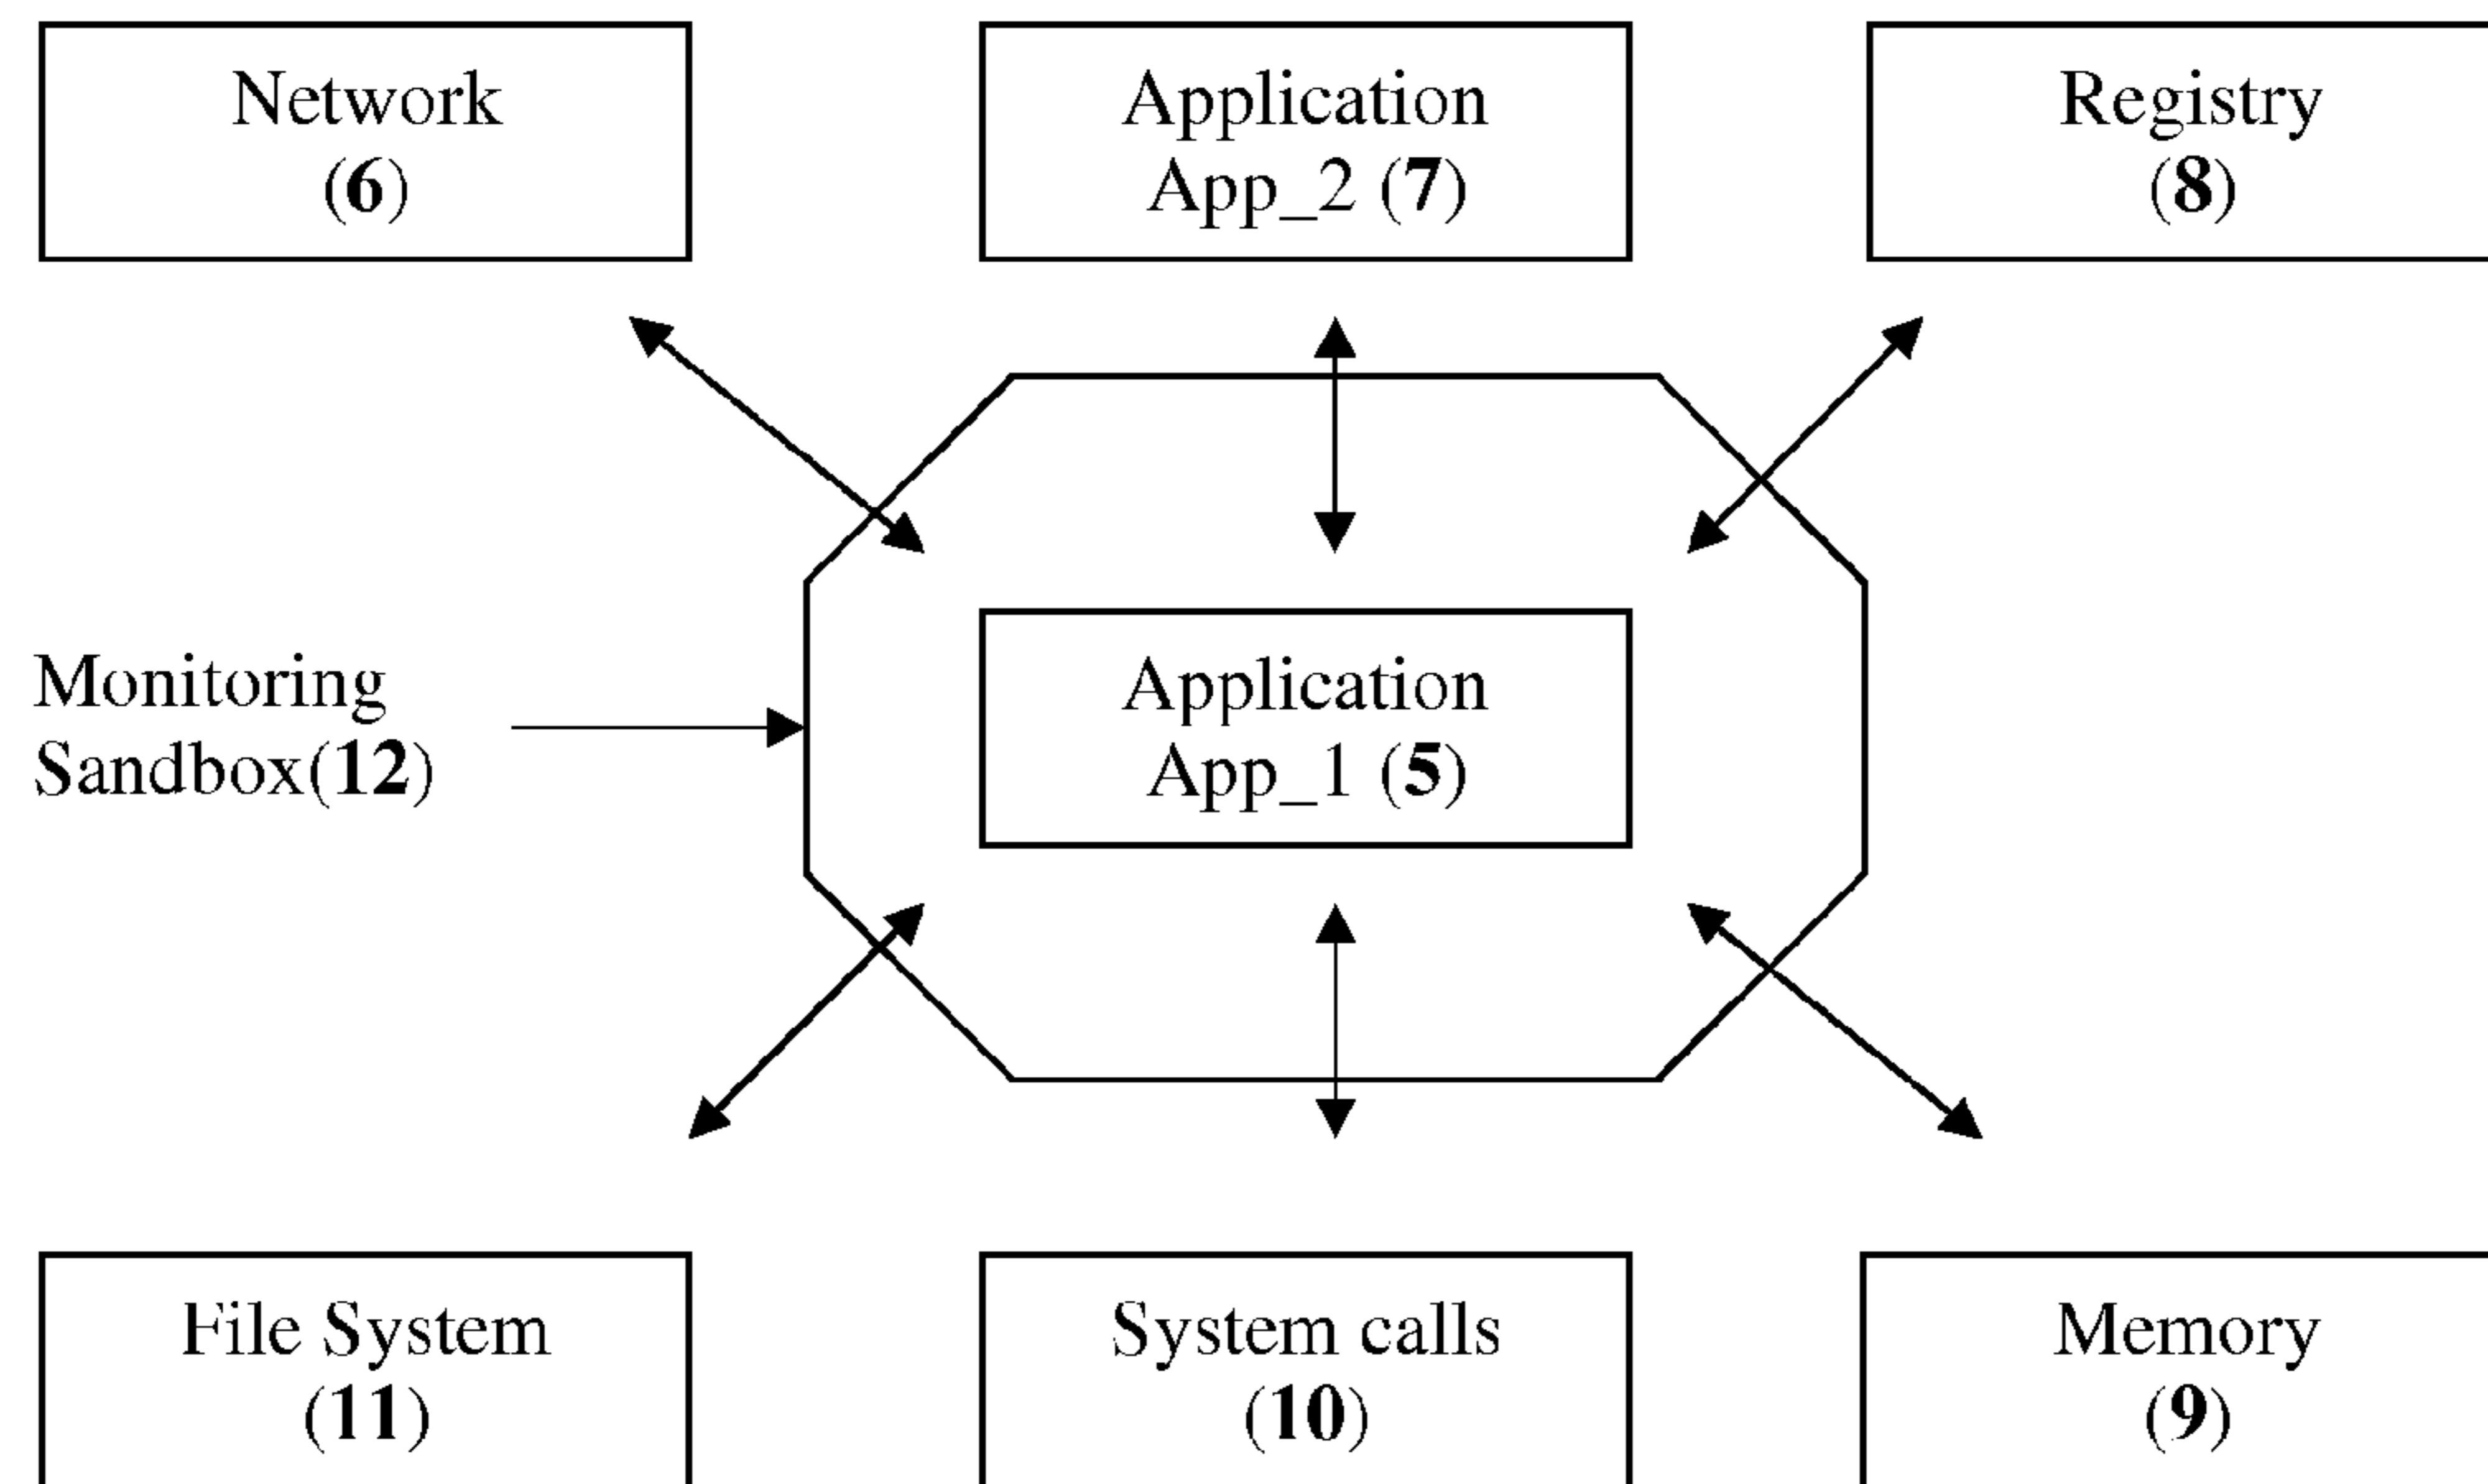 Network
(6)
Application
App_2 (7)
Registry
(8)
Monitoring
Sandbox(12)
Application
App_1 (5)
File System
(11)
System calls
(10)
Memory
(9)